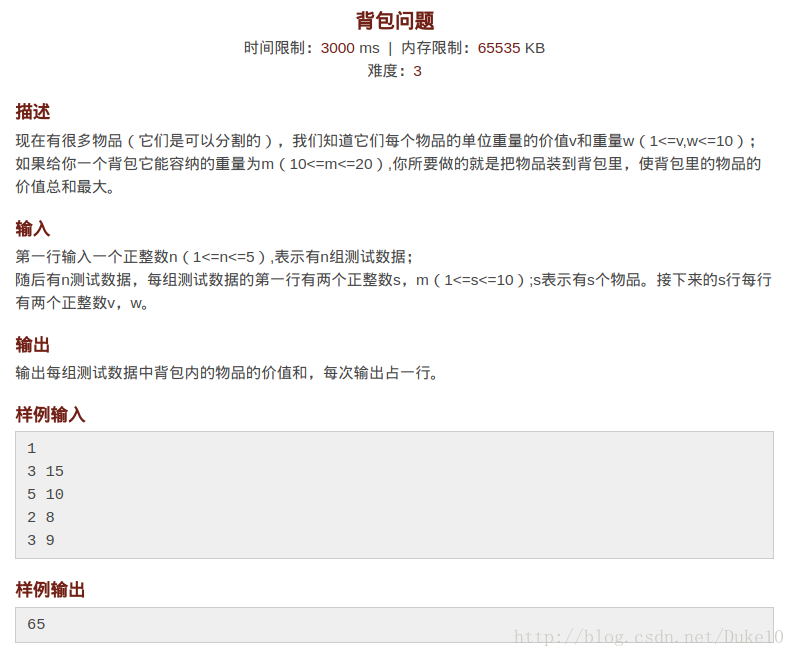 背包问题
时间限制：3000 ms | 内存限制：65535 KB
难度：3
描述
现在有很多物品（它们是可以分割的），我们知道它们每个物品的单位重量的价值v和重量w（1<=v,w<=10）；
如果给你一个背包它能容纳的重量为m（10<=m<=20）,你所要做的就是把物品装到背包里，使背包里的物品的
价值总和最大。
输入
第一行输入一个正整数n（1<=n<=5）,表示有n组测试数据；
随后有n测试数据，每组测试数据的第一行有两个正整数s，m（1<=s<=10）;s表示有s个物品。接下来的s行每行
有两个正整数v，w。
输出
输出每组测试数据中背包内的物品的价值和，每次输出占一行。
样例输入
1
3 15
5 10
2 8
3 9
样例输出
65
http://blog.csdn.net/Duke10